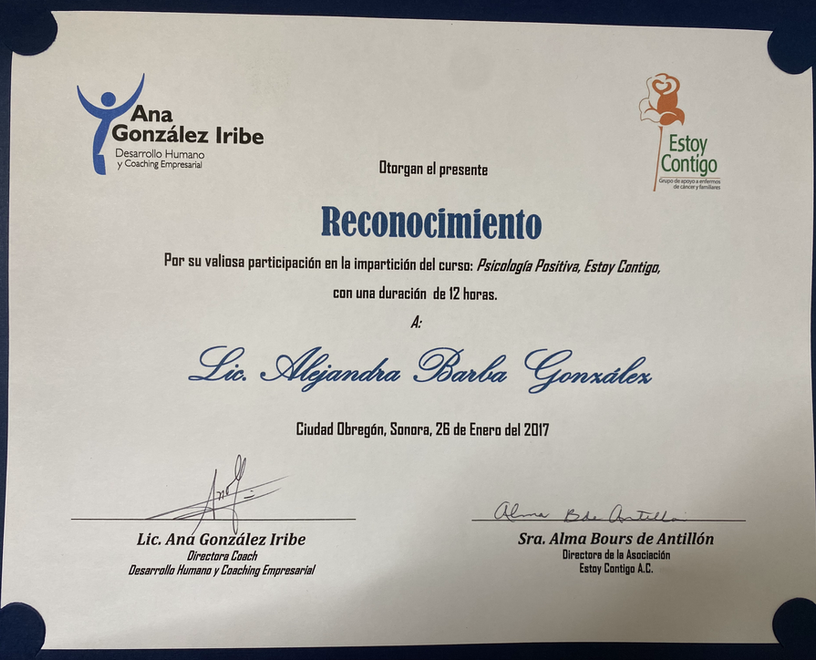 Ana
González Iribe
Desarrollo Humano
y Coaching Empresarial
Estoy
Contigo
Grupo de apoyo a enfermos
de cáncer y familiares
Otorgan el presente
Reconocimiento
Por su valiosa participación en la impartición del curso: Psicología Positiva, Estoy Contigo,
con una duración de 12 horas.
A:
Lic. Alejandra Barba González
Ciudad Obregón, Sonora, 26 de Enero del 2017
Alma B de Antillón
Lic. Ana González Iribe
Directora Coach
Desarrollo Humano y Coaching Empresarial
Sra. Alma Bours de Antillón
Directora de la Asociación
Estoy Contigo A.C.